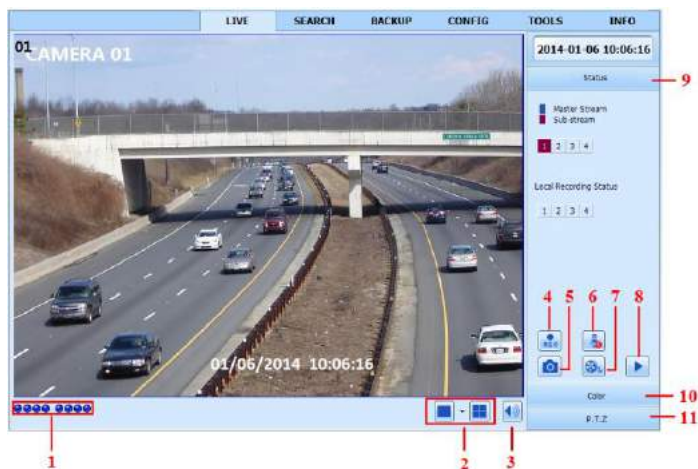 LIVE SEARCH BACKUP CONFIG TOOLS INFO
01
CAMERA 01
2014-01-06 10:06:16
Status 9
Master Stream
Sub-stream
1 2 3 4
Local Recording Status
1 2 3 4
4 5 6 7 8
REC
01/06/2014 10:06:16
Color 10
P.T.Z 11
1 2 3